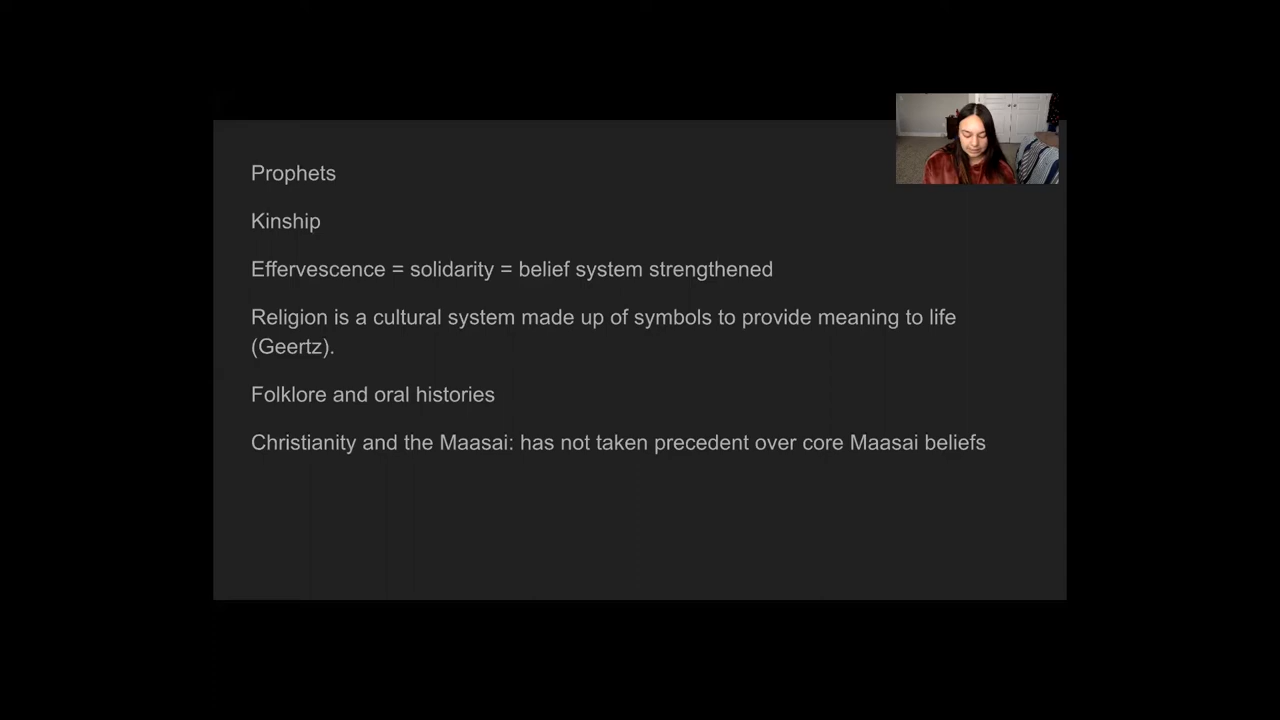 Prophets
Kinship
Effervescence = solidarity = belief system strengthened
Religion is a cultural system made up of symbols to provide meaning to life
(Geertz).
Folklore and oral histories
Christianity and the Maasai: has not taken precedent over core Maasai beliefs